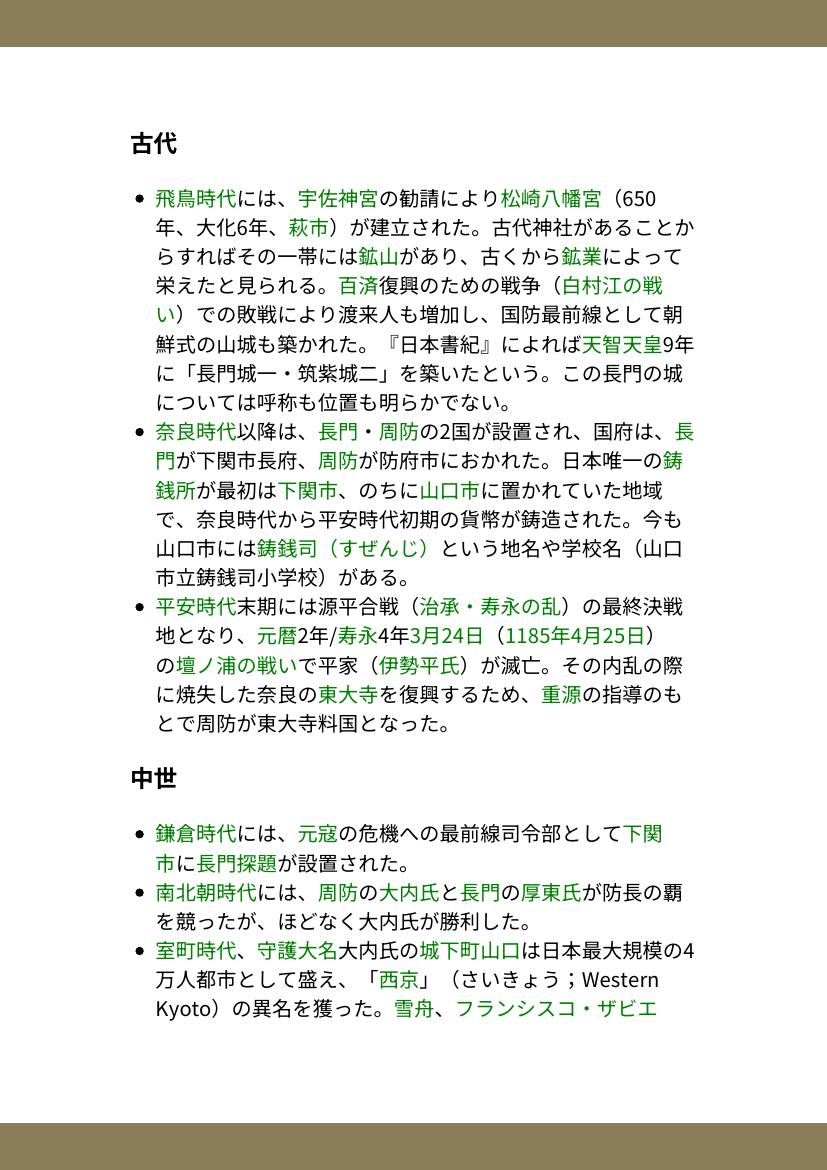 古代
• 飛鳥時代には、宇佐神宮の勧請により松崎八幡宮（650
年、大化6年、萩市）が建立された。古代神社があることか
らすればその一帯には鉱山があり、古くから鉱業によって
栄えたと見られる。百済復興のための戦争（白村江の戦
い）での敗戦により渡来人も増加し、国防最前線として朝
鮮式の山城も築かれた。『日本書紀』によれば天智天皇9年
に「長門城一・筑紫城二」を築いたという。この長門の城
については呼称も位置も明らかでない。
• 奈良時代以降は、長門・周防の2国が設置され、国府は、長
門が下関市長府、周防が防府市におかれた。日本唯一の鋳
銭所が最初は下関市、のちに山口市に置かれていた地域
で、奈良時代から平安時代初期の貨幣が鋳造された。今も
山口市には鋳銭司（すぜんじ）という地名や学校名（山口
市立鋳銭司小学校）がある。
• 平安時代末期には源平合戦（治承・寿永の乱）の最終決戦
地となり、元暦2年/寿永4年3月24日（1185年4月25日）
の壇ノ浦の戦いで平家（伊勢平氏）が滅亡。その内乱の際
に焼失した奈良の東大寺を復興するため、重源の指導のも
とで周防が東大寺料国となった。
中世
• 鎌倉時代には、元寇の危機への最前線司令部として下関
市に長門探題が設置された。
• 南北朝時代には、周防の大内氏と長門の厚東氏が防長の覇
を競ったが、ほどなく大内氏が勝利した。
• 室町時代、守護大名大内氏の城下町山口は日本最大規模の4
万人都市として盛え、「西京」（さいきょう；Western
Kyoto）の異名を獲った。雪舟、フランシスコ・ザビエ